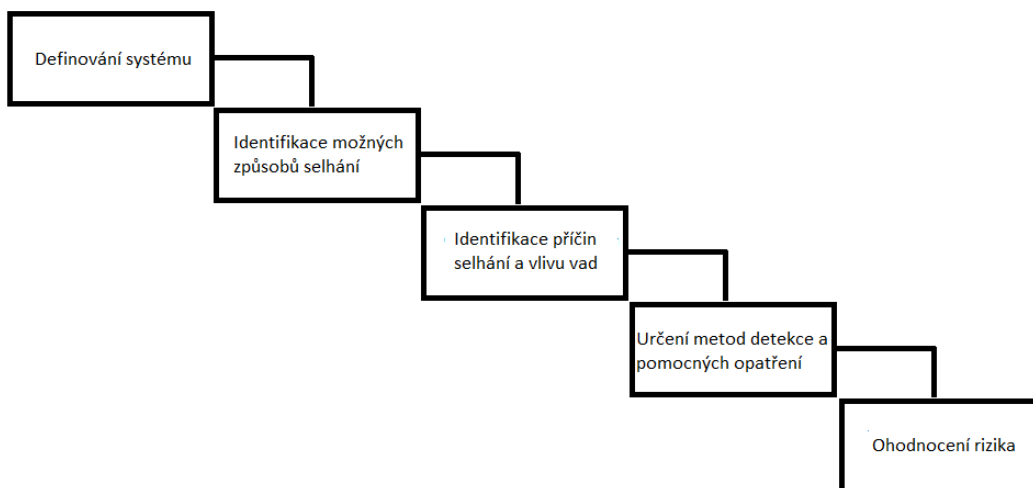 Definování systému
Identifikace možných
způsobů selhání
Identifikace příčin
selhání a vlivu vad
Určení metod detekce a
pomocných opatření
Ohodnocení rizika